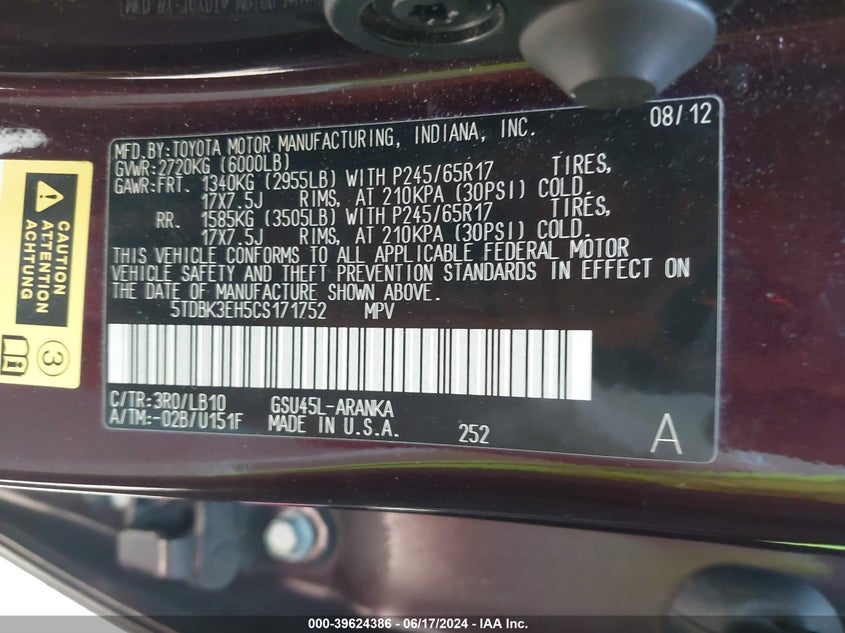 08/12
MFD.BY:TOYOTA MOTOR MANUFACTURING, INDIANA, INC.
GVWR:2720KG (6000LB)
GAWR:FRT. 1340KG (2955LB) WITH P245/65R17 TIRES,
17X7.5J RIMS, AT 210KPA (30PSI) COLD.
RR. 1585KG (3505LB) WITH P245/65R17 TIRES,
17X7.5J RIMS, AT 210KPA (30PSI) COLD.
THIS VEHICLE CONFORMS TO ALL APPLICABLE FEDERAL MOTOR
VEHICLE SAFETY AND THEFT PREVENTION STANDARDS IN EFFECT ON
THE DATE OF MANUFACTURE SHOWN ABOVE.
5TDBK3EH5CS171752 MPV
C/TR:3R0/LB10 GSU45L-ARANKA
A/TM:-02B/U151F MADE IN U.S.A. 252 A
CAUTION
ATTENTION
ACHTUNG
3
000-39624386 - 06/17/2024 - IAA Inc.